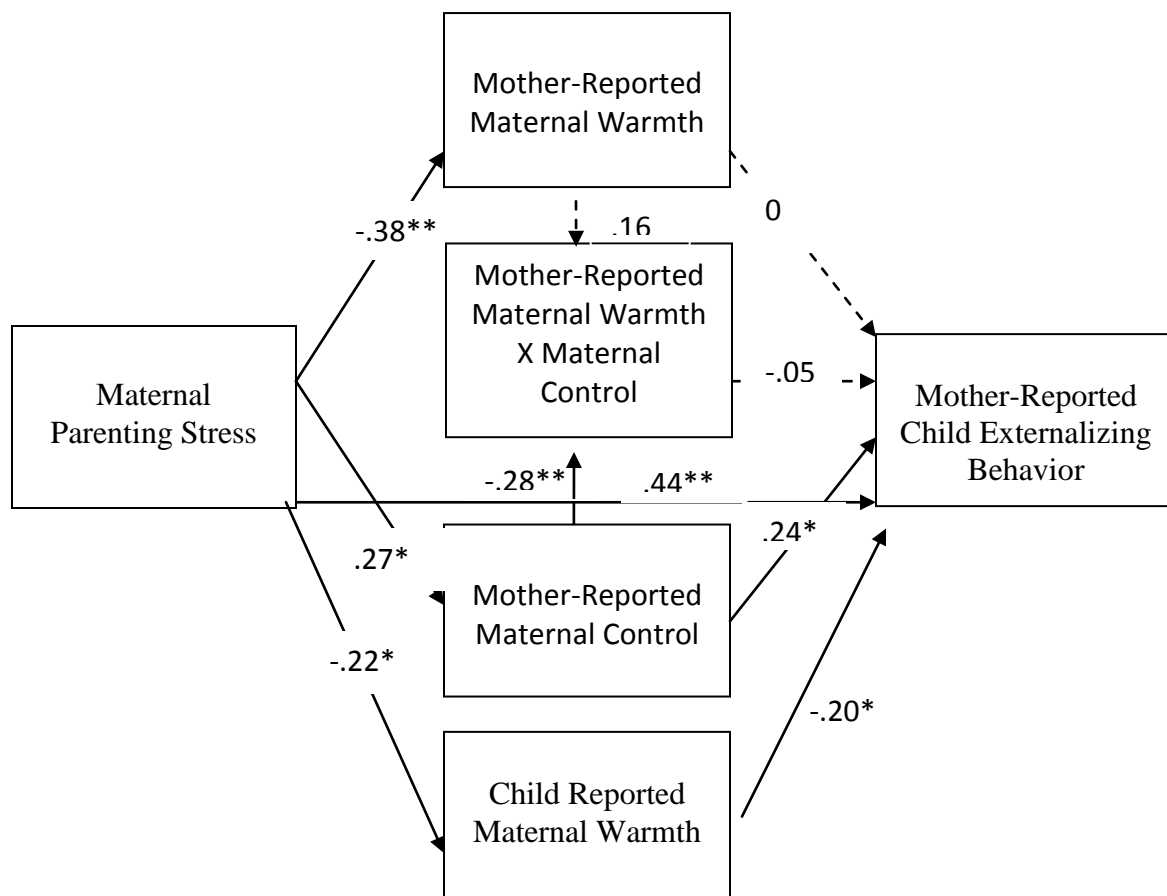 Mother-Reported
Maternal Warmth
-.38**
.16
0
Mother-Reported
Maternal Warmth
X Maternal
Control
-.05
Maternal
Parenting Stress
Mother-Reported
Child Externalizing
Behavior
-.28**
.44**
.27*
.24*
Mother-Reported
Maternal Control
-.22*
-.20*
Child Reported
Maternal Warmth